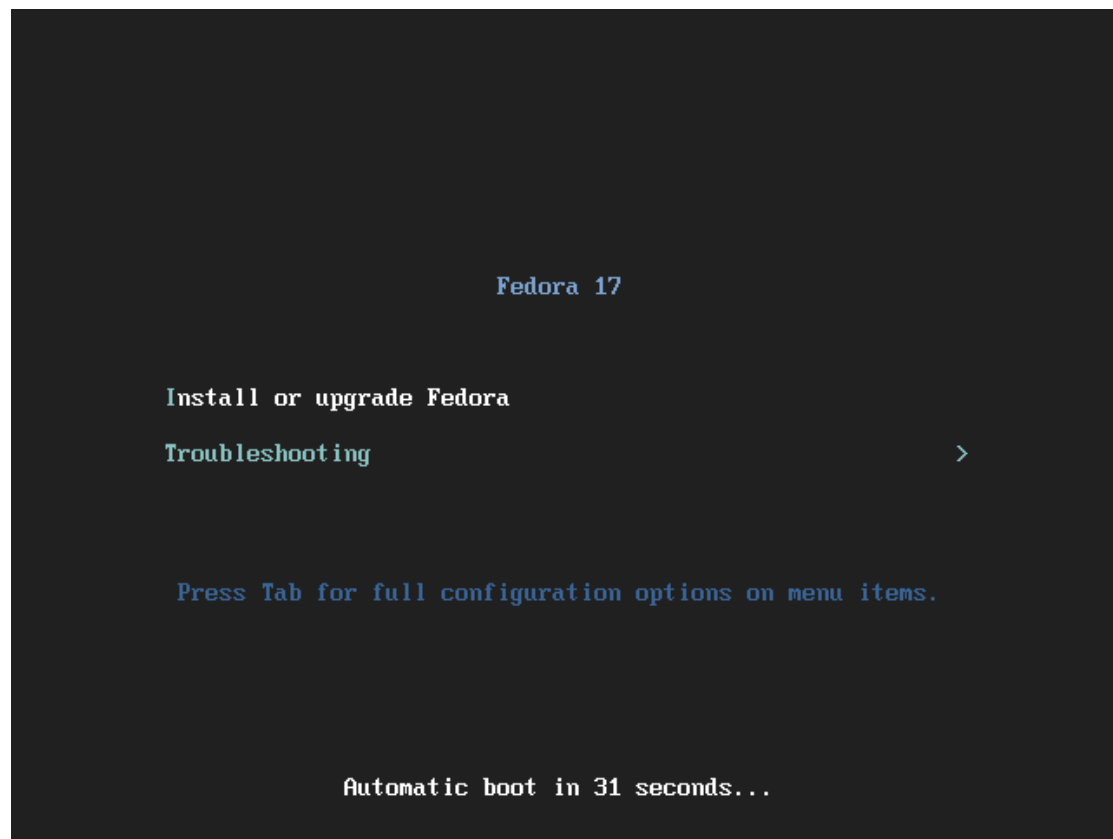 Fedora 17
Install or upgrade Fedora
Troubleshooting >
Press Tab for full configuration options on menu items.
Automatic boot in 31 seconds...